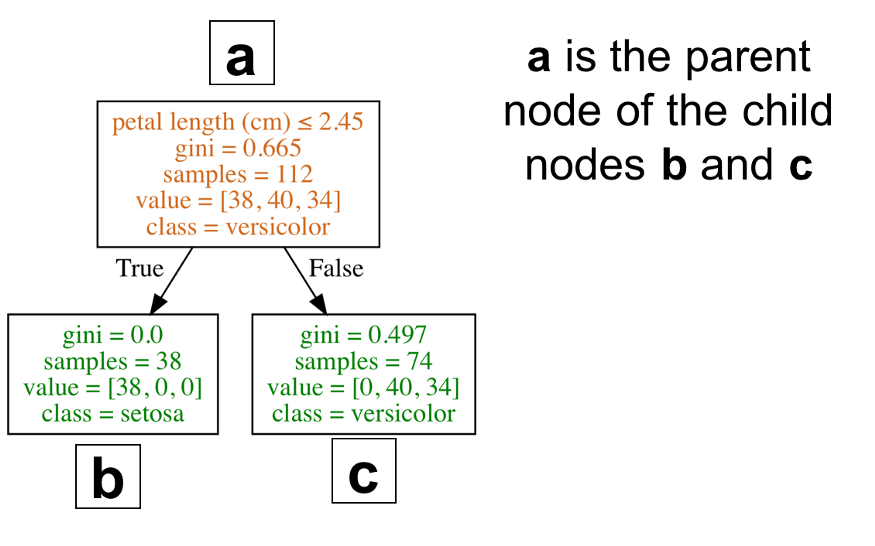 a
a is the parent
node of the child
nodes b and c
petal length (cm) ≤ 2.45
gini = 0.665
samples = 112
value = [38, 40, 34]
class = versicolor
True
False
gini = 0.0
samples = 38
value = [38, 0, 0]
class = setosa
gini = 0.497
samples = 74
value = [0, 40, 34]
class = versicolor
b
c